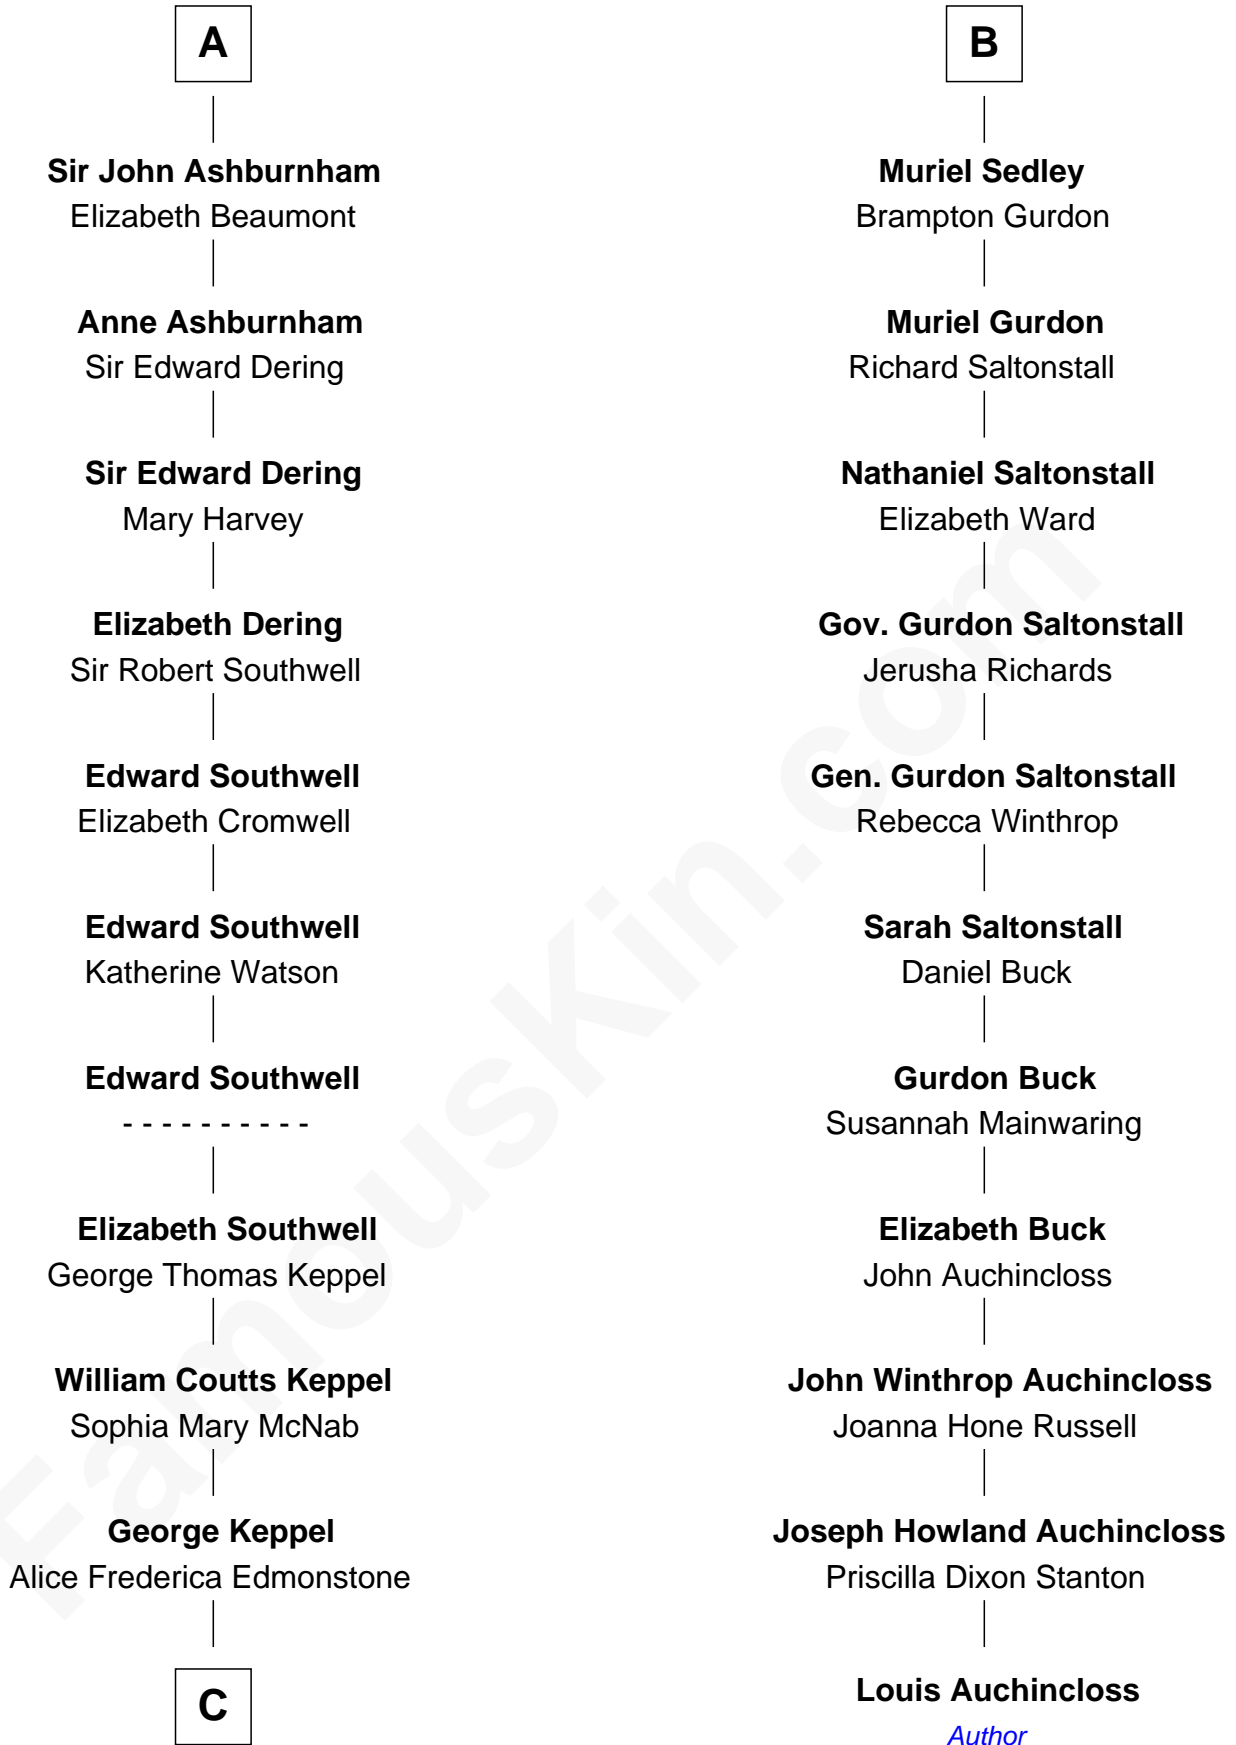 A
Sir John Ashburnham
Elizabeth Beaumont
Anne Ashburnham
Sir Edward Dering
Sir Edward Dering
Mary Harvey
Elizabeth Dering
Sir Robert Southwell
Edward Southwell
Elizabeth Cromwell
Edward Southwell
Katherine Watson
Edward Southwell
- - - - - - - - - -
Elizabeth Southwell
George Thomas Keppel
William Coutts Keppel
Sophia Mary McNab
George Keppel
Alice Frederica Edmonstone
C
B
Muriel Sedley
Brampton Gurdon
Muriel Gurdon
Richard Saltonstall
Nathaniel Saltonstall
Elizabeth Ward
Gov. Gurdon Saltonstall
Jerusha Richards
Gen. Gurdon Saltonstall
Rebecca Winthrop
Sarah Saltonstall
Daniel Buck
Gurdon Buck
Susannah Mainwaring
Elizabeth Buck
John Auchincloss
John Winthrop Auchincloss
Joanna Hone Russell
Joseph Howland Auchincloss
Priscilla Dixon Stanton
Louis Auchincloss
Author
FamousKin.com